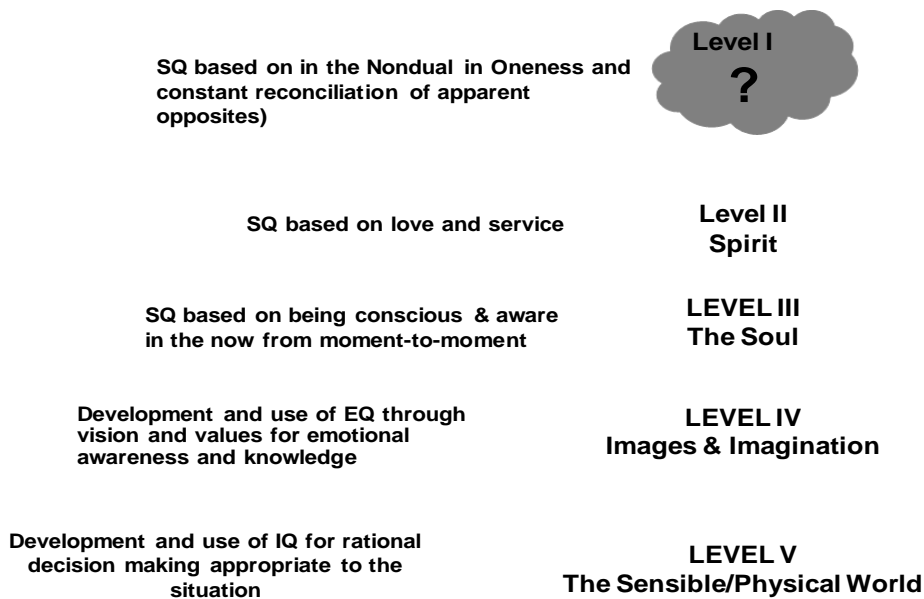 SQ based on in the Nondual in Oneness and
constant reconciliation of apparent
opposites)
Level I
?
SQ based on love and service
Level II
Spirit
SQ based on being conscious & aware
in the now from moment-to-moment
LEVEL III
The Soul
Development and use of EQ through
vision and values for emotional
awareness and knowledge
LEVEL IV
Images & Imagination
Development and use of IQ for rational
decision making appropriate to the
situation
LEVEL V
The Sensible/Physical World